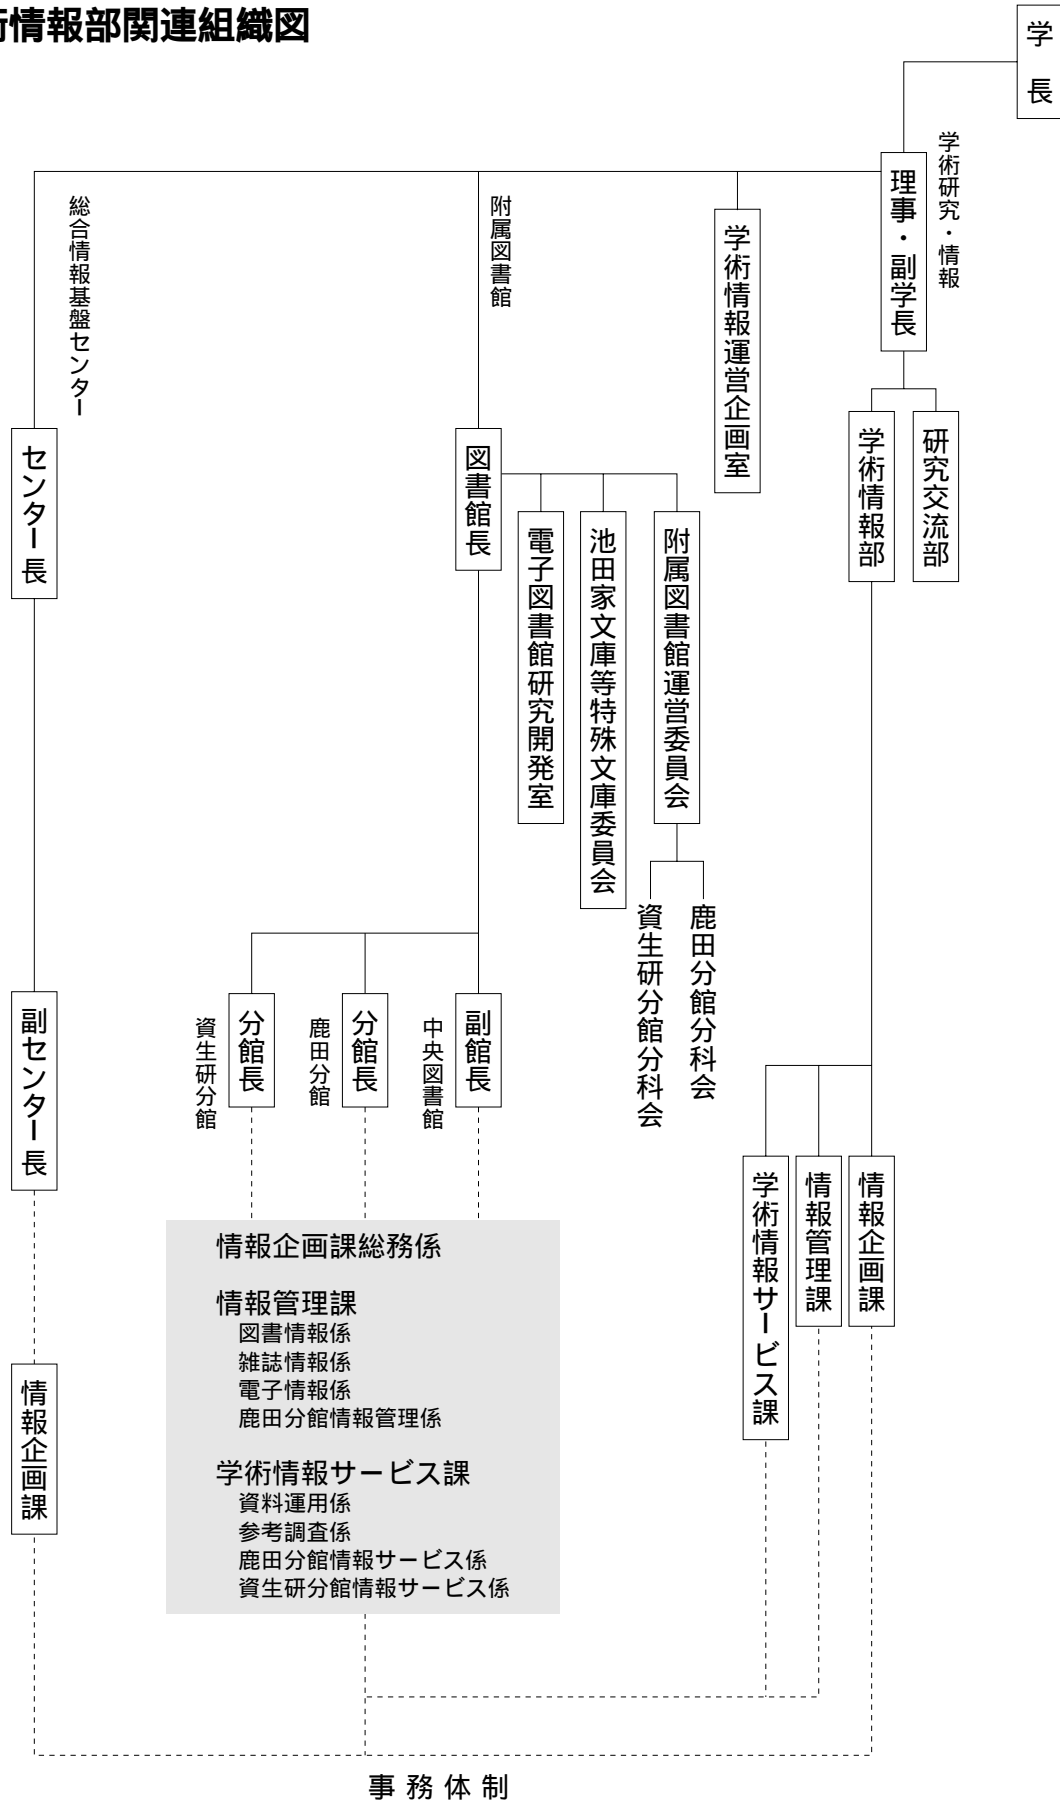 術情報部関連組織図
学長
学術研究・情報
理事・副学長
研究交流部
学術情報部
学術情報運営企画室
附属図書館
総合情報基盤センター
図書館長
センター長
附属図書館運営委員会
池田家文庫等特殊文庫委員会
電子図書館研究開発室
鹿田分館分科会
資生研分館分科会
副館長
中央図書館
分館長
鹿田分館
分館長
資生研分館
副センター長
情報企画課
情報管理課
学術情報サービス課
情報企画課総務係
情報管理課
図書情報係
雑誌情報係
電子情報係
鹿田分館情報管理係
学術情報サービス課
資料運用係
参考調査係
鹿田分館情報サービス係
資生研分館情報サービス係
情報企画課
事務体制